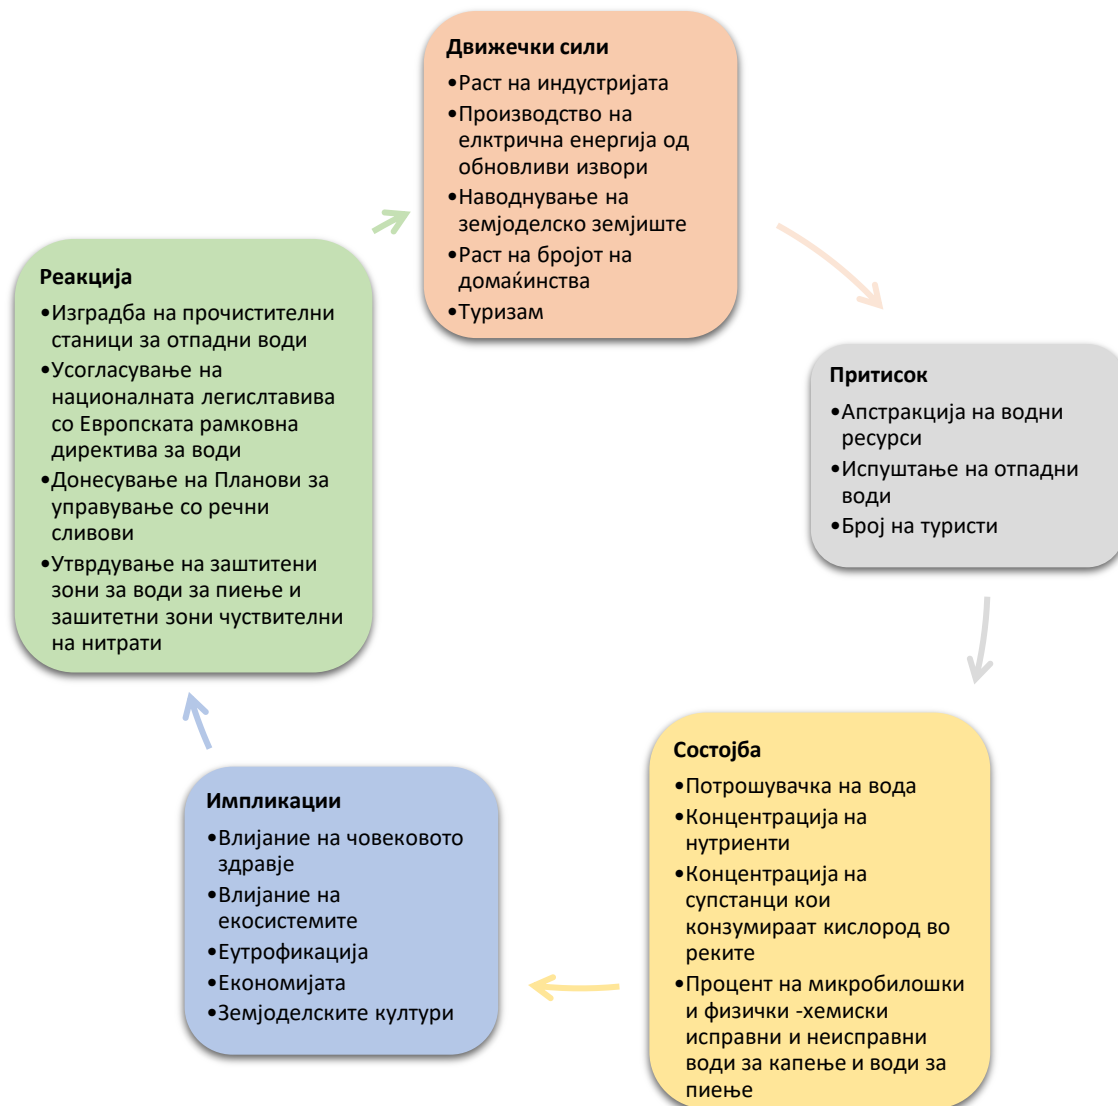 Движечки сили
•Раст на индустријата
•Производство на
елктрична енергија од
обновливи извори
•Наводнување на
земјоделско земјиште
•Раст на бројот на
домаќинства
•Туризам
Притисок
•Апстракција на водни
ресурси
•Испуштање на отпадни
води
•Број на туристи
Состојба
•Потрошувачка на вода
•Концентрација на
нутриенти
•Концентрација на
супстанци кои
конзумираат кислород во
реките
•Процент на микробилошки
и физички -хемиски
исправни и неисправни
води за капење и води за
пиење
Импликации
•Влијание на човековото
здравје
•Влијание на
екосистемите
•Еутрофикација
•Економијата
•Земјоделските култури
Реакција
•Изградба на прочистителни
станици за отпадни води
•Усогласување на
националната легислтавива
со Европската рамковна
директива за води
•Донесување на Планови за
управување со речни
сливови
•Утврдување на заштитени
зони за води за пиење и
зашитетни зони чуствителни
на нитрати